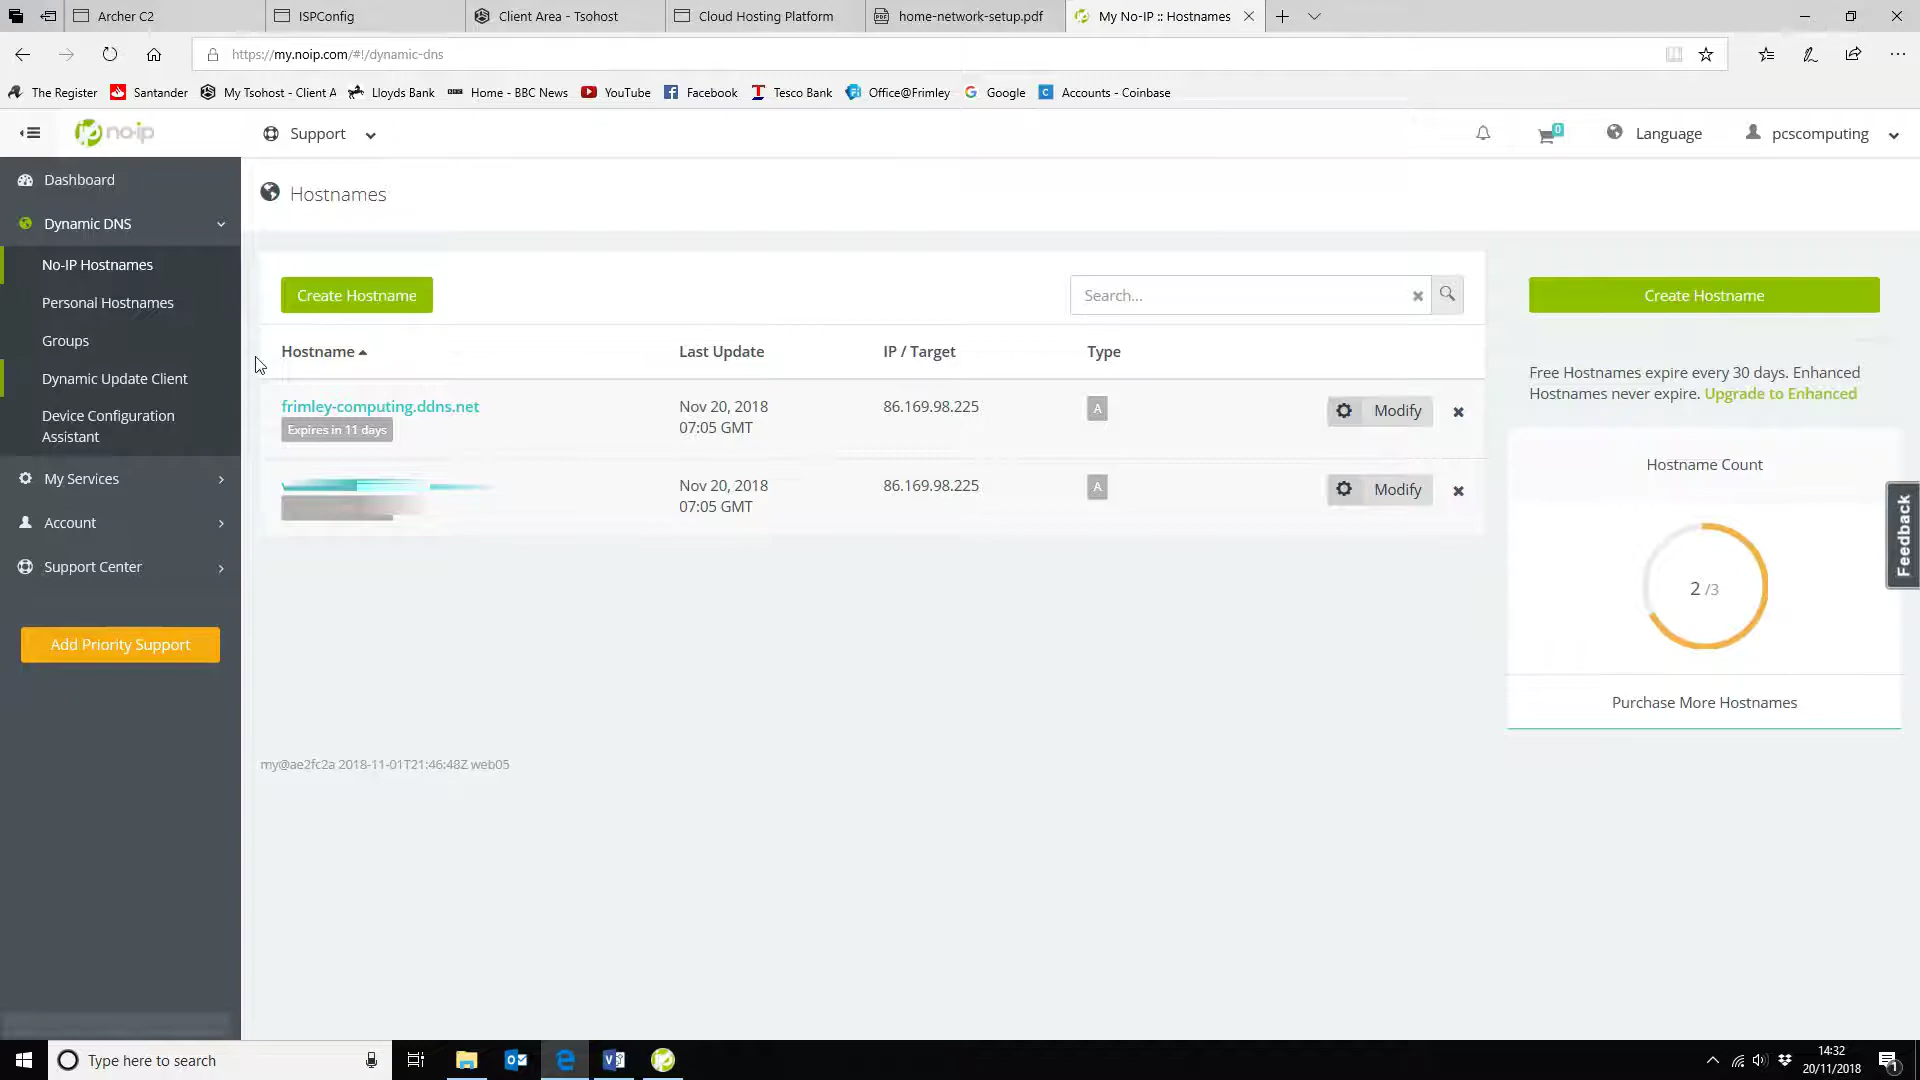 Archer C2
ISPConfig
Client Area - Tsohost
Cloud Hosting Platform
home-network-setup.pdf
My No-IP :: Hostnames
https://my.noip.com/#!/dynamic-dns
The Register
Santander
My Tsohost - Client A
Lloyds Bank
Home - BBC News
YouTube
Facebook
Tesco Bank
Office@Frimley
Google
Accounts - Coinbase
no-ip
Support
0
Language
pcscomputing
Dashboard
Dynamic DNS
No-IP Hostnames
Personal Hostnames
Groups
Dynamic Update Client
Device Configuration
Assistant
My Services
Account
Support Center
Add Priority Support
Hostnames
Create Hostname
Search...
Hostname
Last Update
IP / Target
Type
frimley-computing.ddns.net
Expires in 11 days
Nov 20, 2018
07:05 GMT
86.169.98.225
A
Modify
Nov 20, 2018
07:05 GMT
86.169.98.225
A
Modify
my@ae2fc2a 2018-11-01T21:46:48Z web05
Create Hostname
Free Hostnames expire every 30 days. Enhanced
Hostnames never expire. Upgrade to Enhanced
Hostname Count
2 /3
Purchase More Hostnames
Feedback
Type here to search
14:32
20/11/2018
1